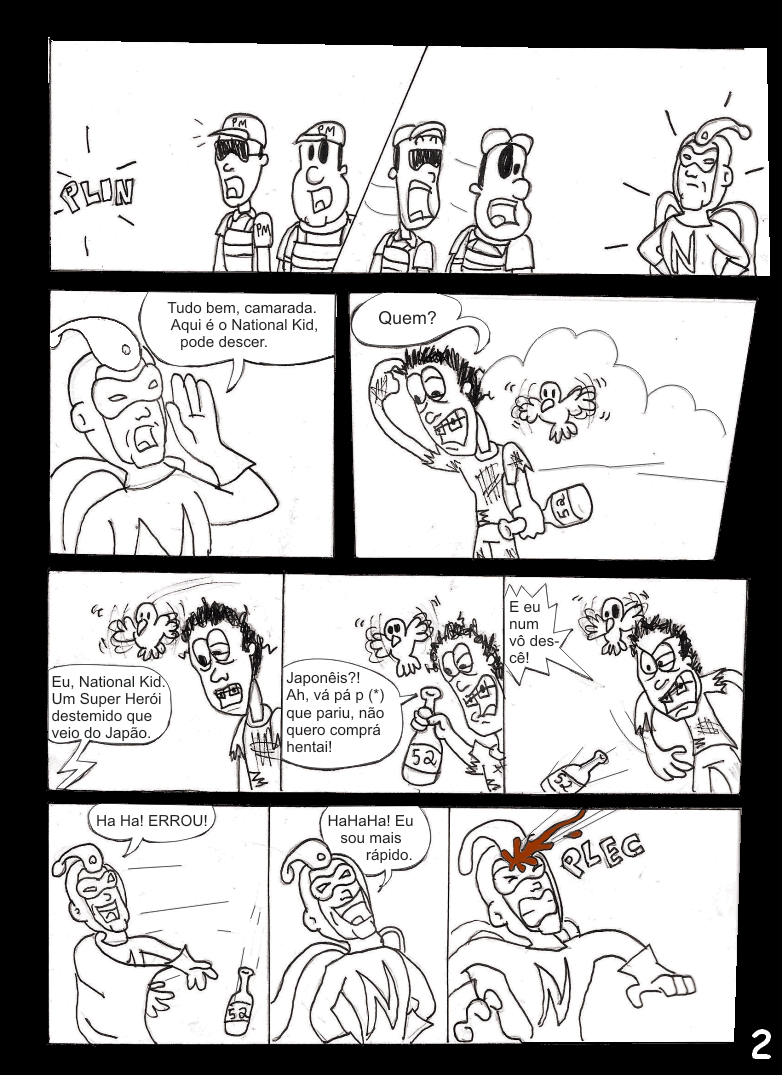 PLIN
PM
PM
PM
N
Tudo bem, camarada.
Aqui é o National Kid,
pode descer.
N
Quem?
52
Eu, National Kid.
Um Super Herói
destemido que
veio do Japão.
Japonêis?!
Ah, vá pá p (*)
que pariu, não
quero comprá
hentai!
52
E eu
num
vô des-
cê!
52
Ha Ha! ERROU!
52
HaHaHa! Eu
sou mais
rápido.
N
PLEC
N
2